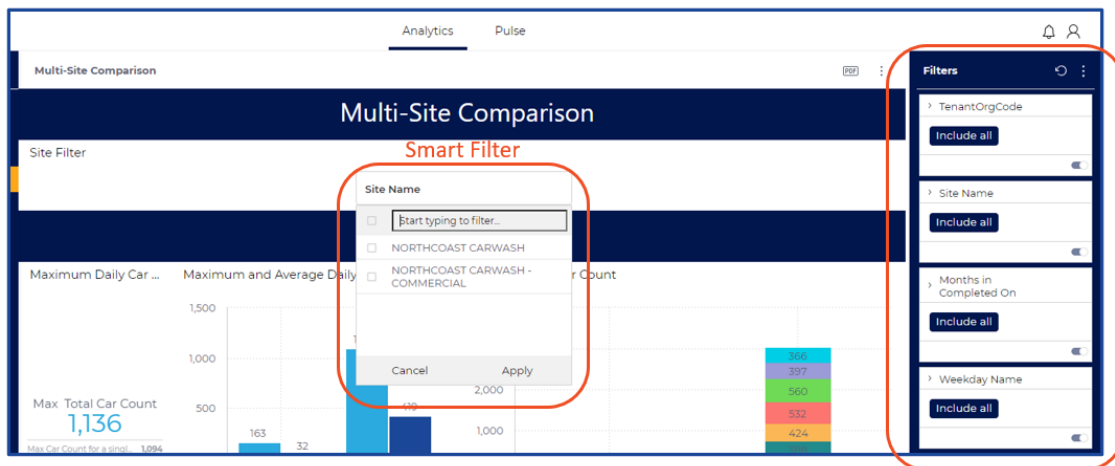 Analytics Pulse
Multi-Site Comparison
PDF
Filters
Multi-Site Comparison
Site Filter
Smart Filter
Site Name
Start typing to filter...
NORTHCOAST CARWASH
NORTHCOAST CARWASH -
COMMERCIAL
Cancel Apply
TenantOrgCode
Include all
Site Name
Include all
Months in
Completed On
Include all
Weekday Name
Include all
Maximum Daily Car ...
Max Total Car Count
1,136
Max Car Count for a singl... 1,094
Maximum and Average Daily
1,500
1,000
500
163
32
419
r Count
2,000
1,000
366
397
560
532
424